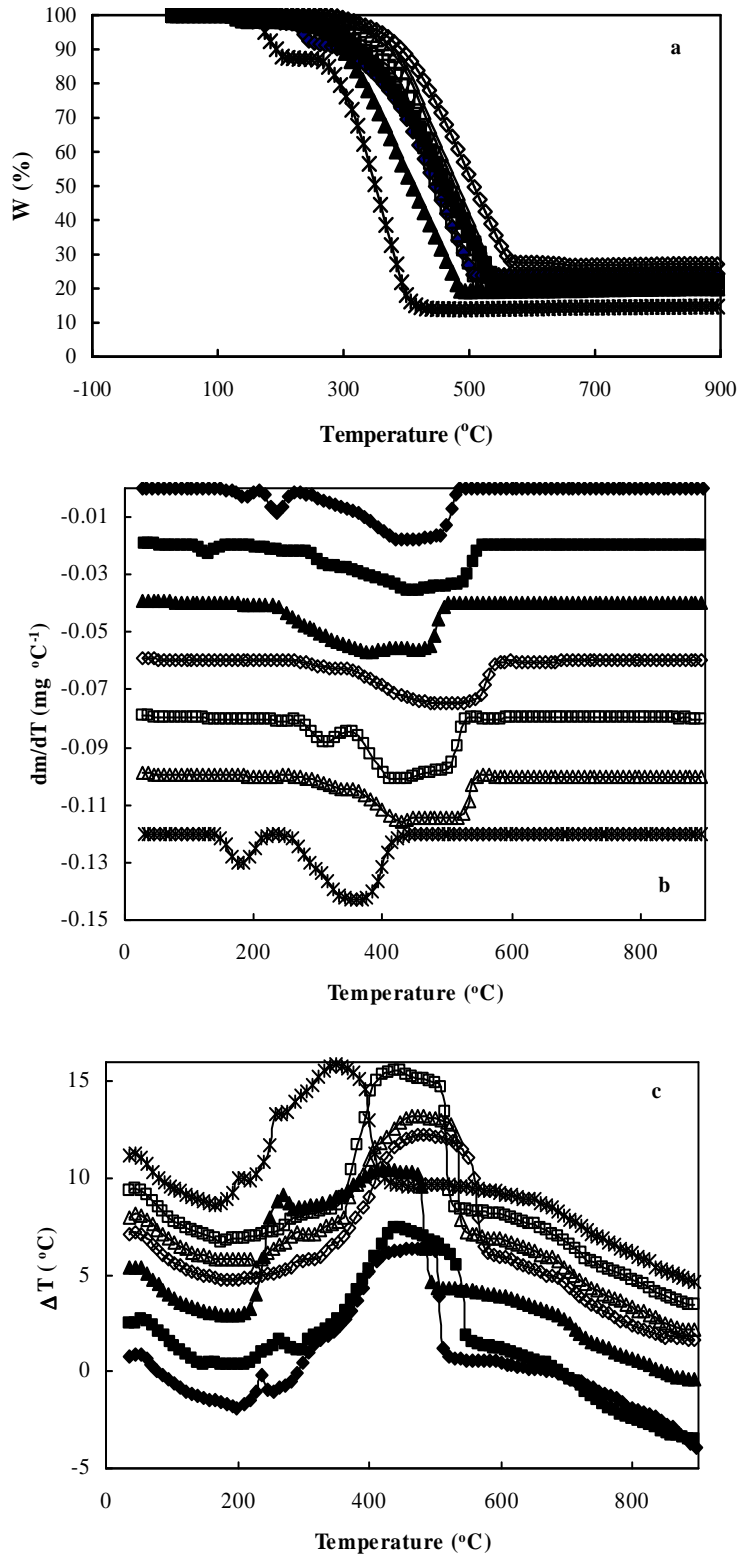 100
90
80
70
60
50
40
30
20
10
0
W (%)
a
-100 100 300 500 700 900
Temperature (°C)
-0.01
-0.03
-0.05
-0.07
-0.09
-0.11
-0.13
-0.15
dm/dT (mg °C⁻¹)
b
0 200 400 600 800
Temperature (°C)
15
10
5
0
-5
Δ T ( °C)
c
0 200 400 600 800
Temperature (°C)